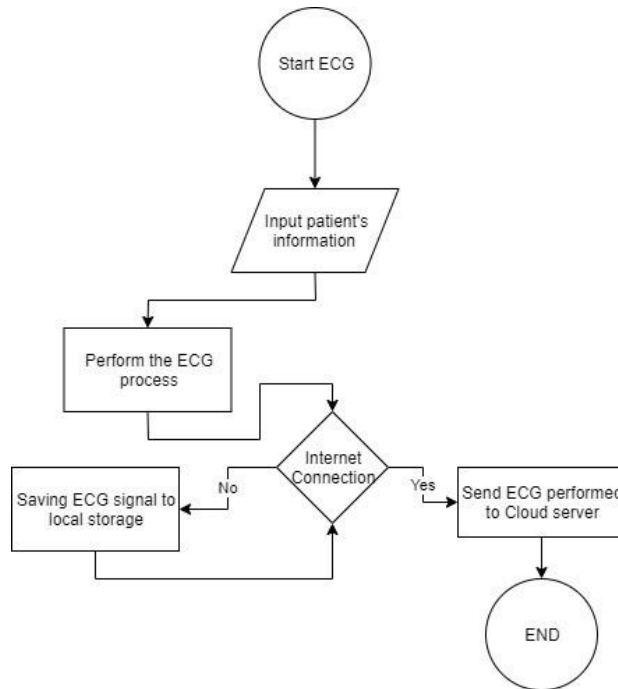 Start ECG
Input patient's
information
Perform the ECG
process
Internet
Connection
No
Yes
Saving ECG signal to
local storage
Send ECG performed
to Cloud server
END